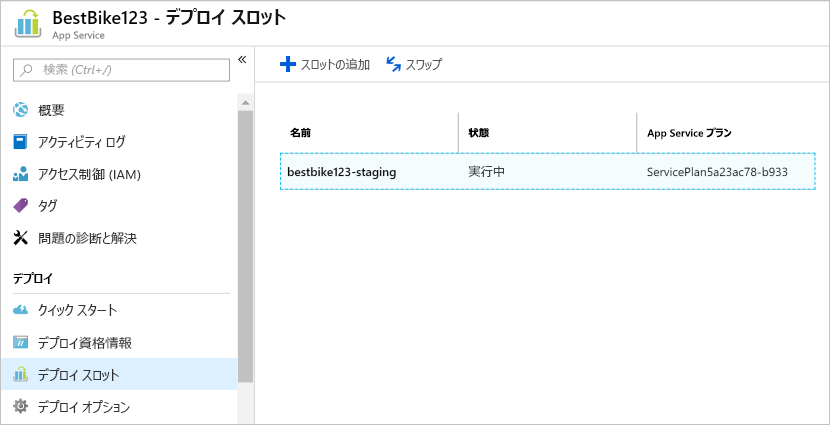 BestBike123 - デプロイ スロット
App Service
検索 (Ctrl+/)
概要
アクティビティ ログ
アクセス制御 (IAM)
タグ
問題の診断と解決
デプロイ
クイック スタート
デプロイ資格情報
デプロイ スロット
デプロイ オプション
スロットの追加 スワップ
名前 状態 App Service プラン
bestbike123-staging 実行中 ServicePlan5a23ac78-b933